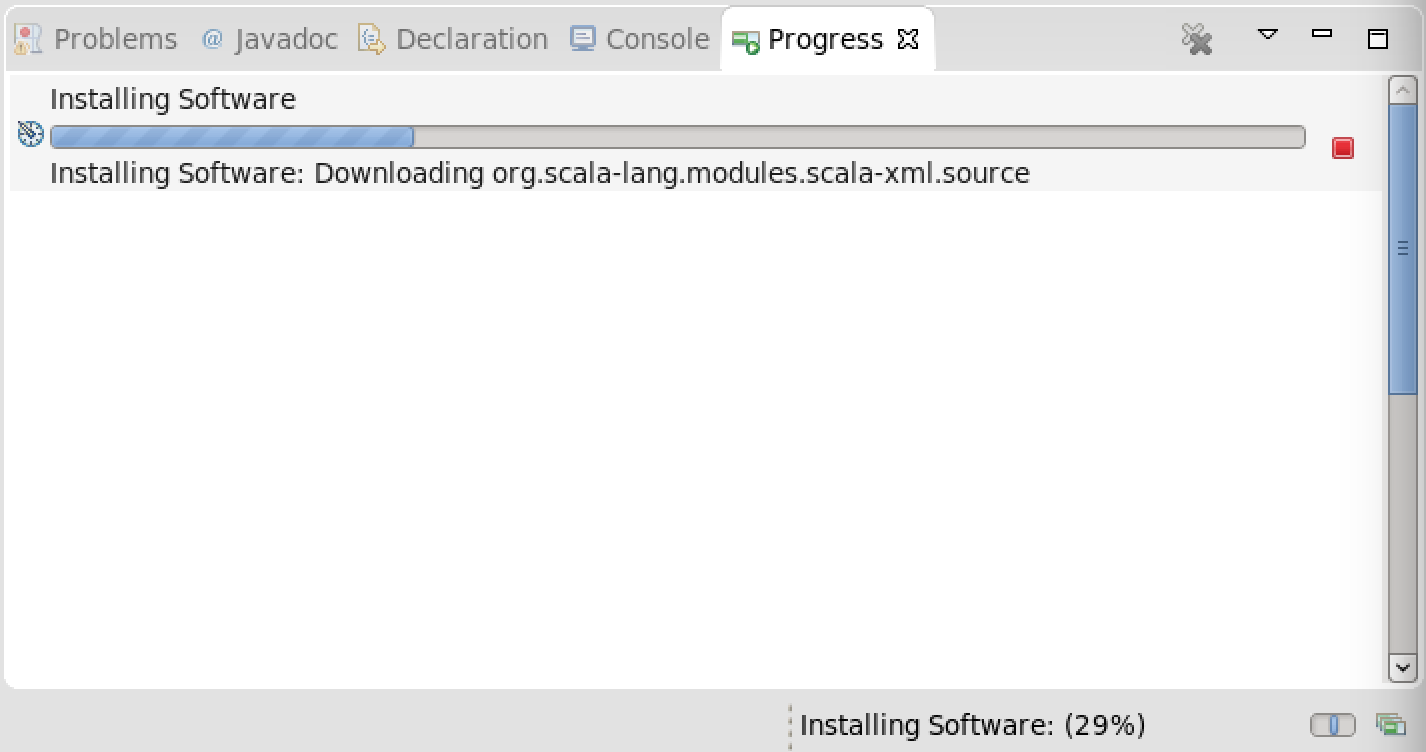 Problems @ Javadoc Declaration Console Progress
Installing Software
Installing Software: Downloading org.scala-lang.modules.scala-xml.source
Installing Software: (29%)